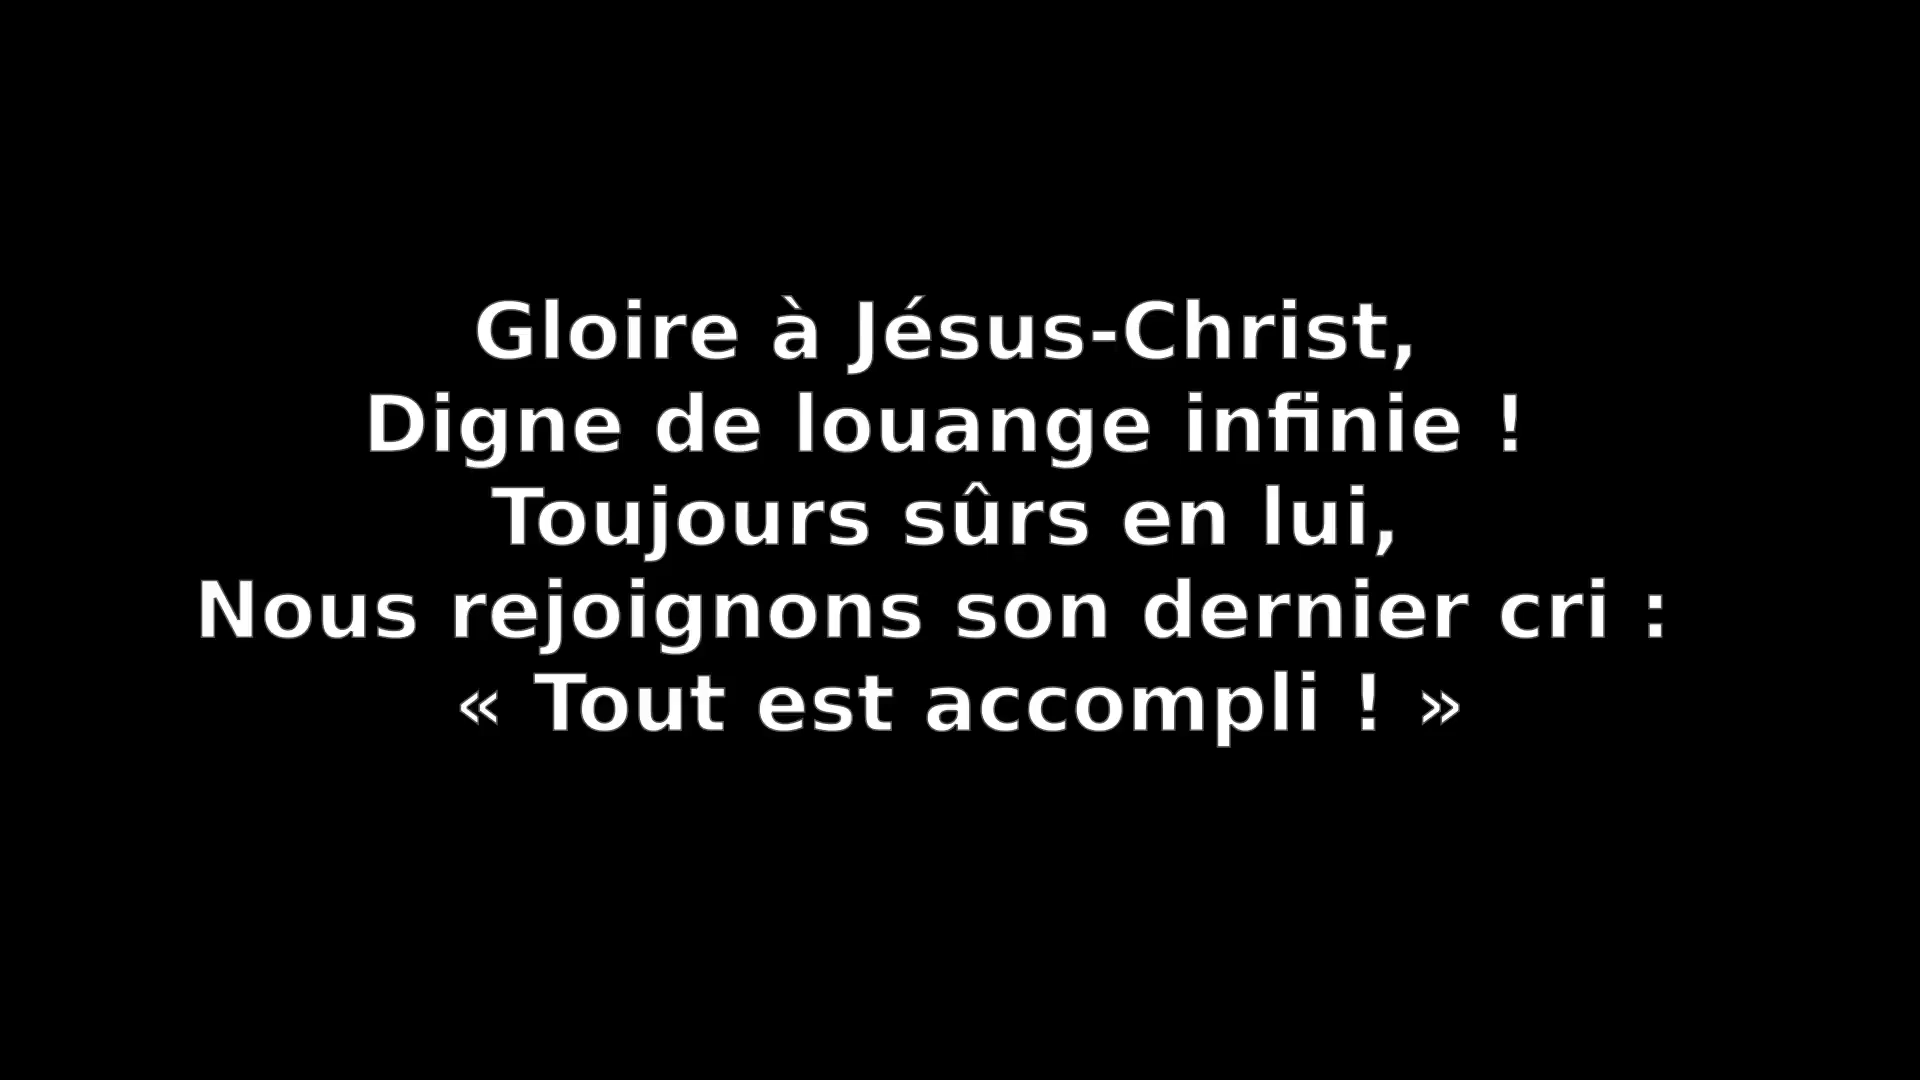 Gloire à Jésus-Christ,
Digne de louange infinie !
Toujours sûrs en lui,
Nous rejoignons son dernier cri :
« Tout est accompli ! »